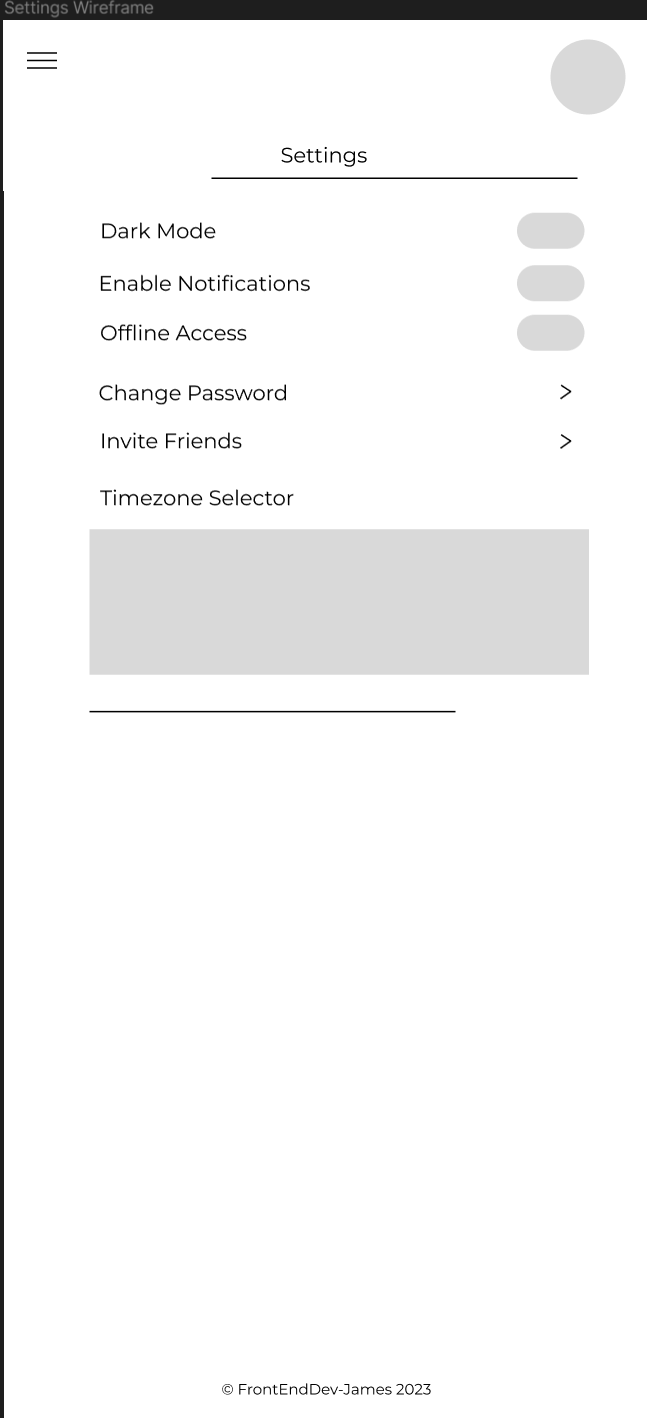 Settings Wireframe
Settings
Dark Mode
Enable Notifications
Offline Access
Change Password
Invite Friends
Timezone Selector
© FrontEndDev-James 2023